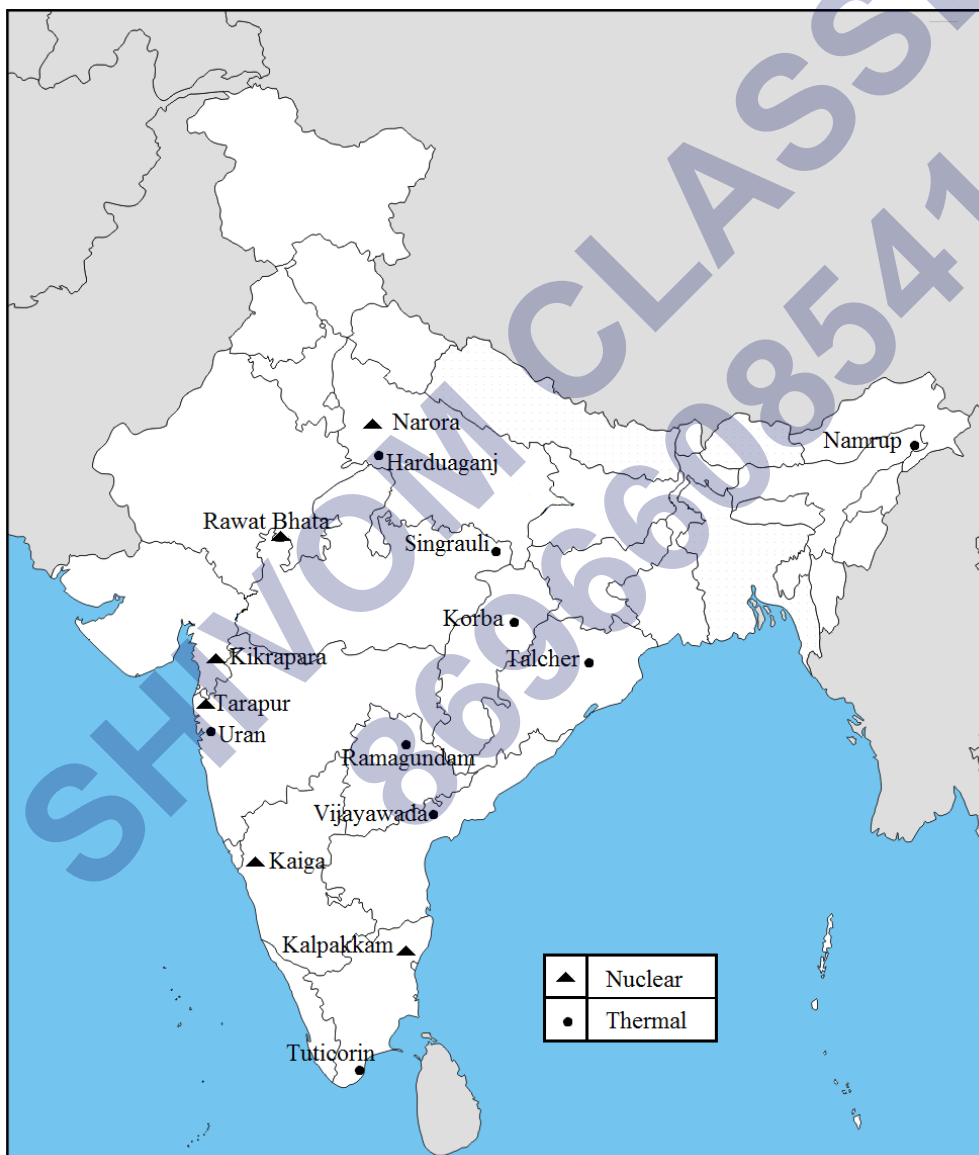 SHIVOM CLASSES
8696608541
Narora
Harduaganj
Namrup
Rawat Bhata
Singrauli
Korba
Talcher
Kikrapara
Tarapur
Uran
Ramagundam
Vijayawada
Kaiga
Kalpakkam
Nuclear
Thermal
Tuticorin